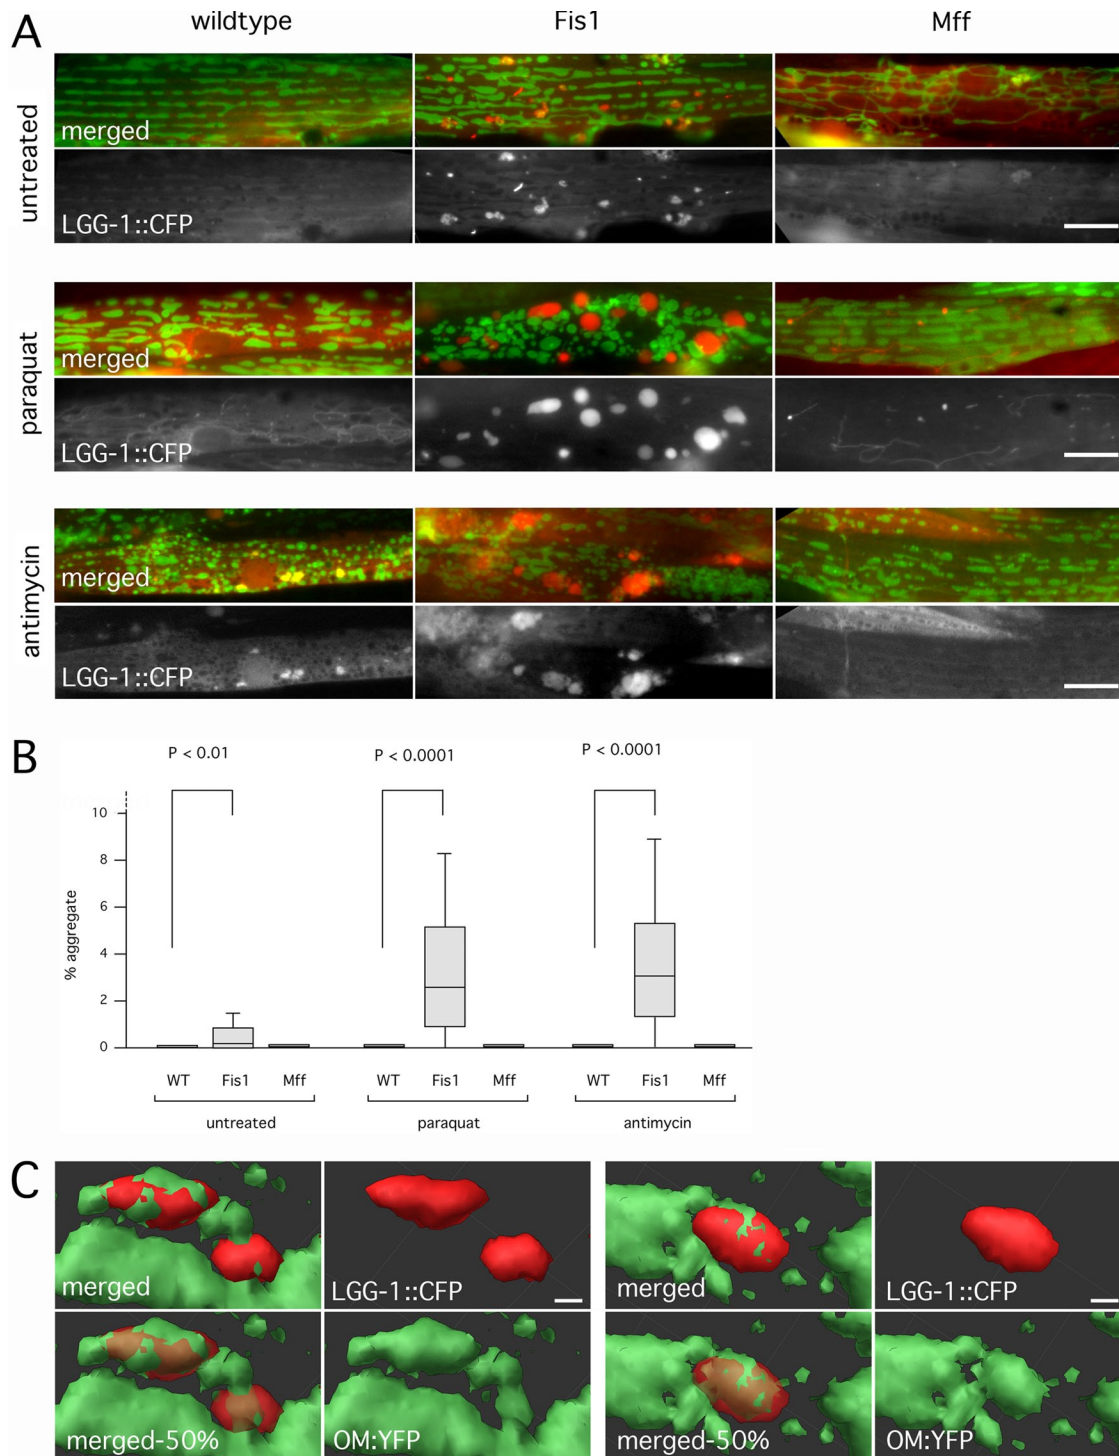 A
wildtype
Fis1
Mff
untreated
merged
LGG-1::CFP
paraquat
merged
LGG-1::CFP
antimycin
merged
LGG-1::CFP
B
P < 0.01
P < 0.0001
P < 0.0001
% aggregate
10
8
6
4
2
0
WT
Fis1
Mff
WT
Fis1
Mff
WT
Fis1
Mff
untreated
paraquat
antimycin
C
merged
LGG-1::CFP
merged
LGG-1::CFP
merged-50%
OM:YFP
merged-50%
OM:YFP